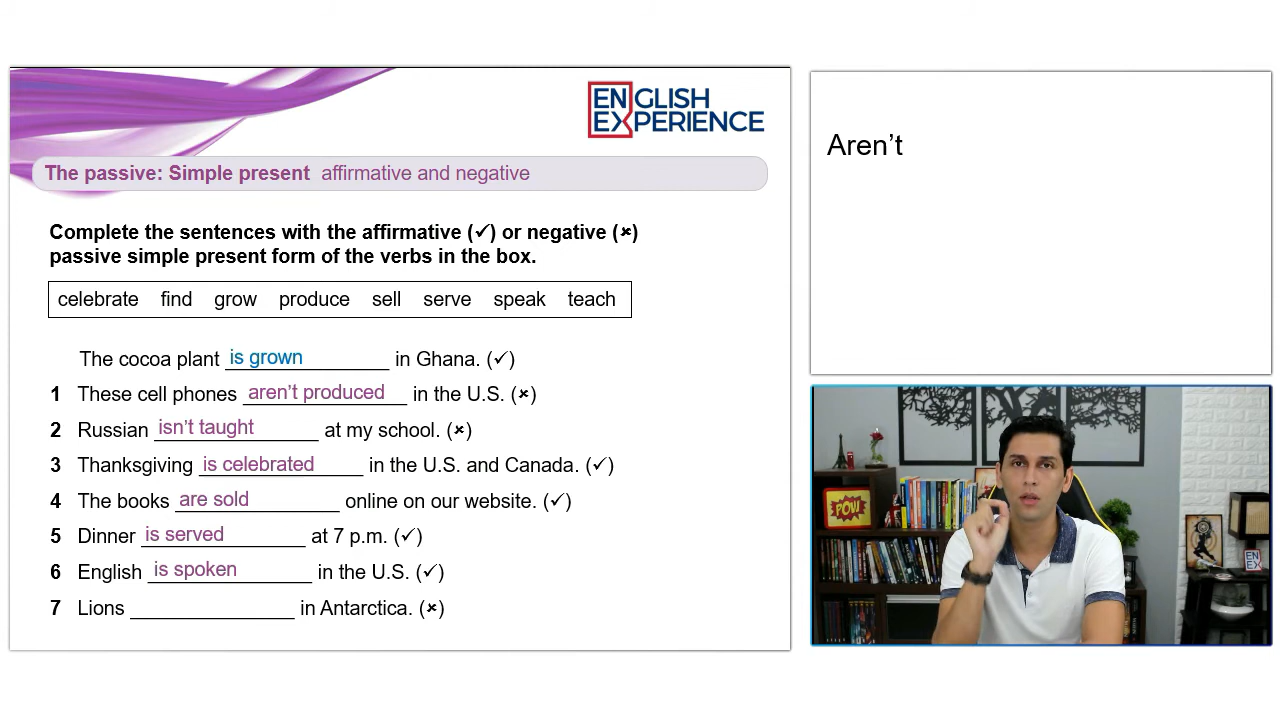 ENGLISH
EXPERIENCE
The passive: Simple present affirmative and negative
Complete the sentences with the affirmative (✓) or negative (×)
passive simple present form of the verbs in the box.
celebrate find grow produce sell serve speak teach
The cocoa plant is grown in Ghana. (✓)
1 These cell phones aren’t produced in the U.S. (×)
2 Russian isn’t taught at my school. (×)
3 Thanksgiving is celebrated in the U.S. and Canada. (✓)
4 The books are sold online on our website. (✓)
5 Dinner is served at 7 p.m. (✓)
6 English is spoken in the U.S. (✓)
7 Lions ______________ in Antarctica. (×)
Aren’t
POW
EN
EX